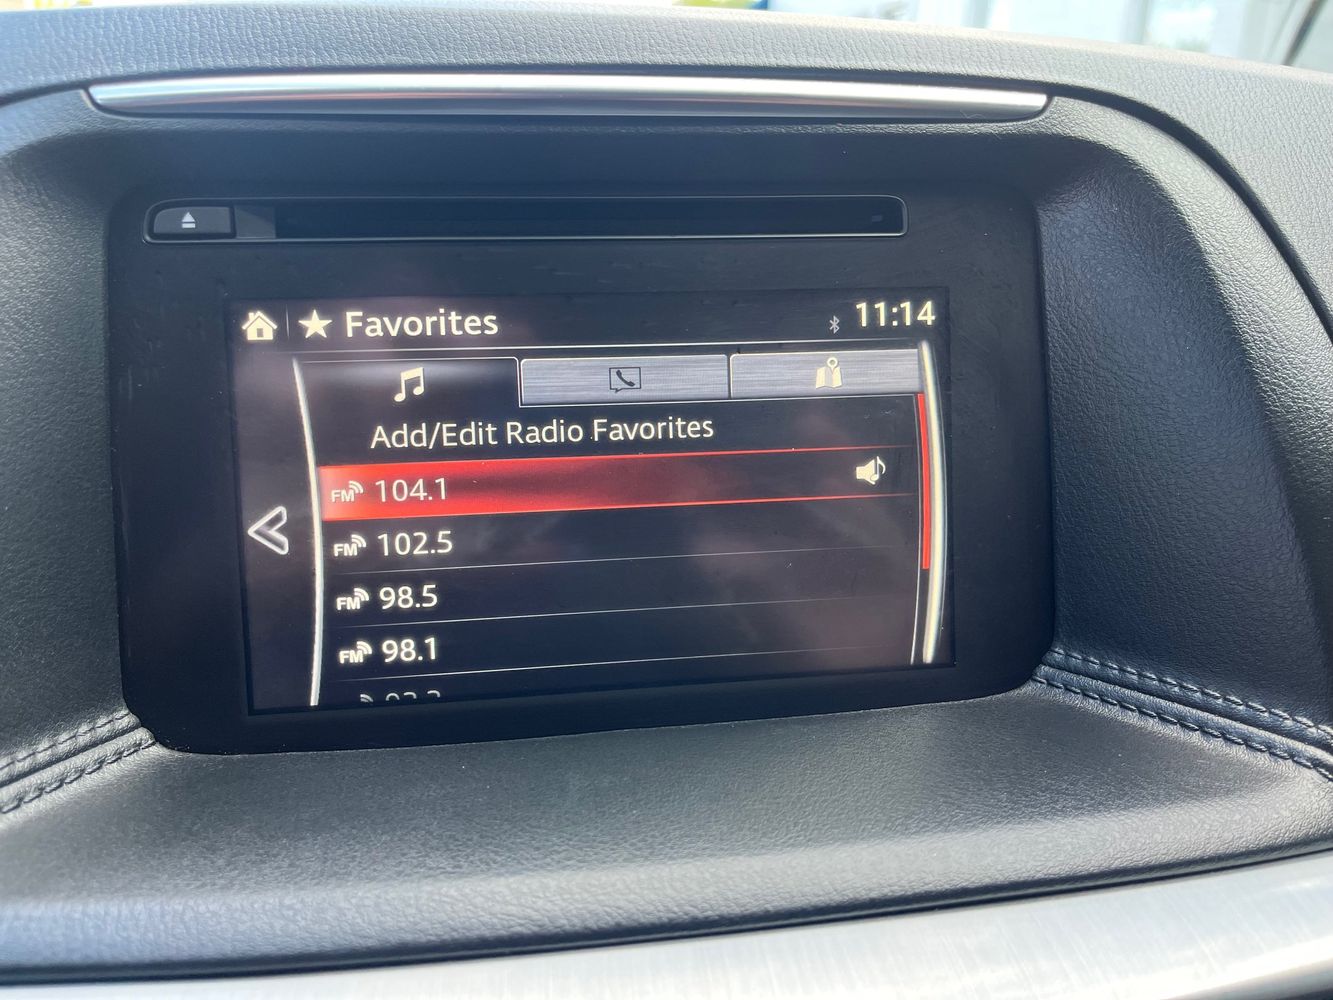 Favorites
11:14
Add/Edit Radio Favorites
FM 104.1
FM 102.5
FM 98.5
FM 98.1